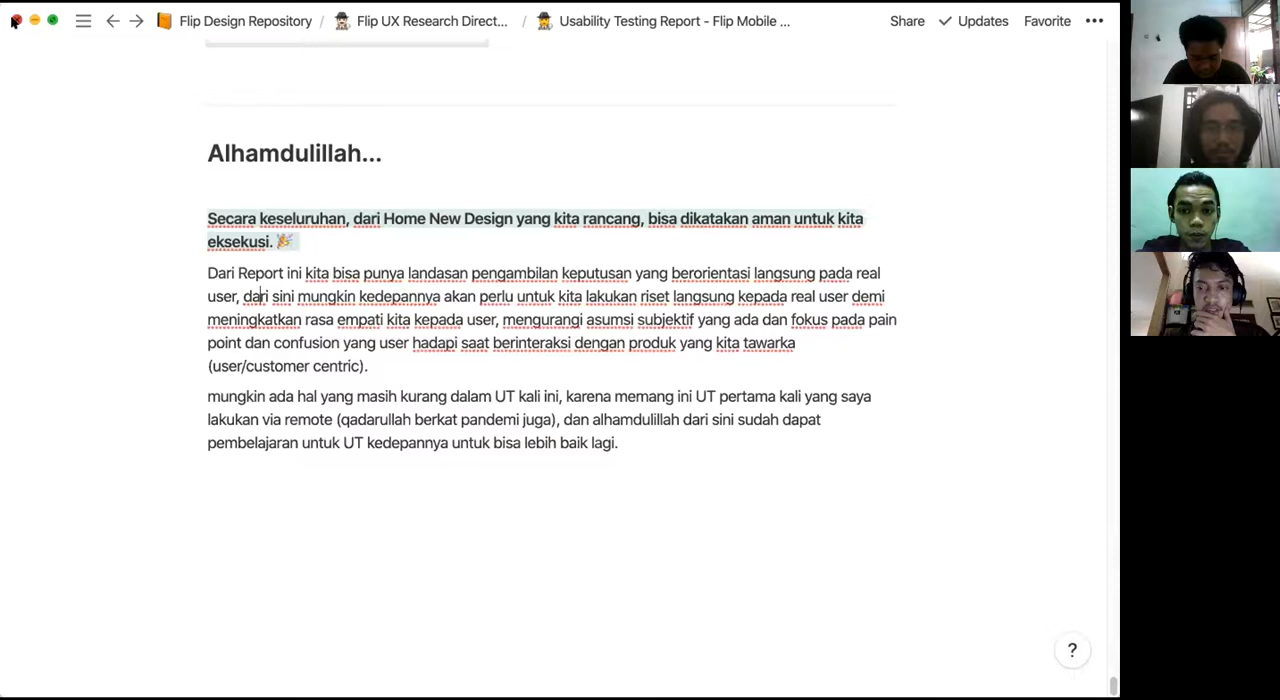 Flip Design Repository / Flip UX Research Direct... / Usability Testing Report - Flip Mobile ... Share Updates Favorite
Alhamdulillah...
Secara keseluruhan, dari Home New Design yang kita rancang, bisa dikatakan aman untuk kita
eksekusi.
Dari Report ini kita bisa punya landasan pengambilan keputusan yang berorientasi langsung pada real
user, dari sini mungkin kedepannya akan perlu untuk kita lakukan riset langsung kepada real user demi
meningkatkan rasa empati kita kepada user, mengurangi asumsi subjektif yang ada dan fokus pada pain
point dan confusion yang user hadapi saat berinteraksi dengan produk yang kita tawarka
(user/customer centric).
mungkin ada hal yang masih kurang dalam UT kali ini, karena memang ini UT pertama kali yang saya
lakukan via remote (qadarullah berkat pandemi juga), dan alhamdulillah dari sini sudah dapat
pembelajaran untuk UT kedepannya untuk bisa lebih baik lagi.
?